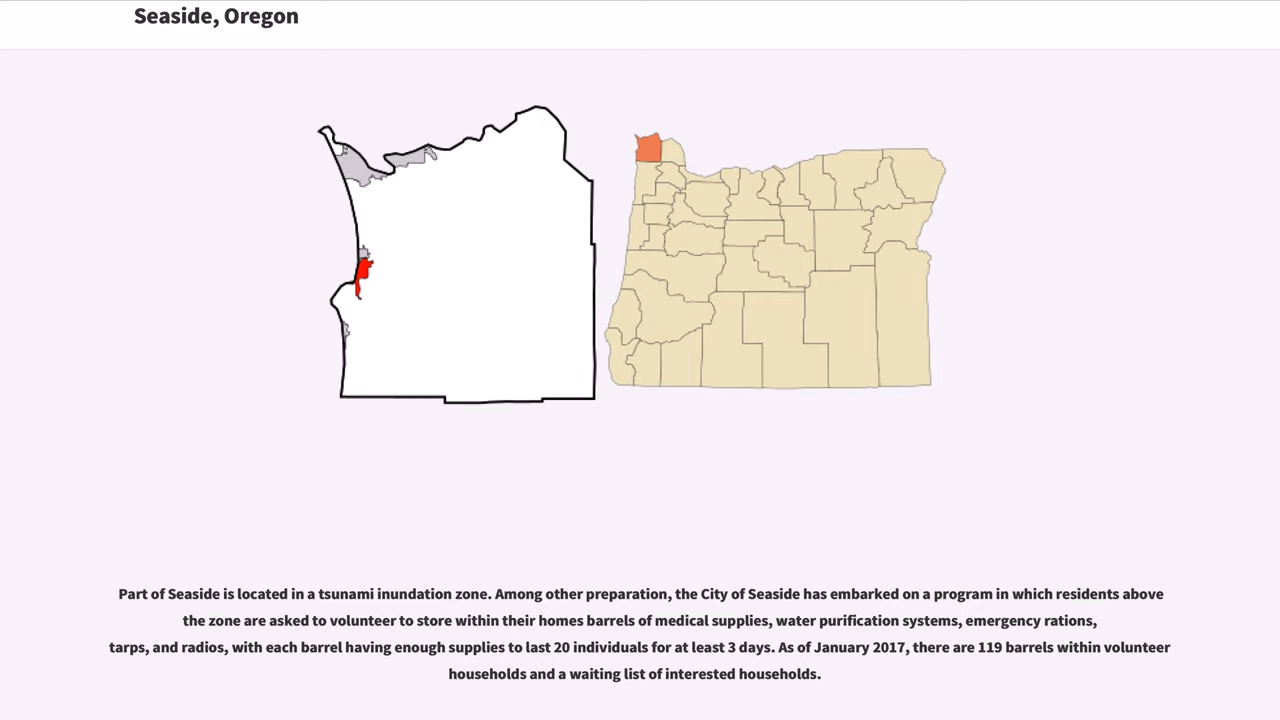 Seaside, Oregon
Part of Seaside is located in a tsunami inundation zone. Among other preparation, the City of Seaside has embarked on a program in which residents above
the zone are asked to volunteer to store within their homes barrels of medical supplies, water purification systems, emergency rations,
tarps, and radios, with each barrel having enough supplies to last 20 individuals for at least 3 days. As of January 2017, there are 119 barrels within volunteer
households and a waiting list of interested households.